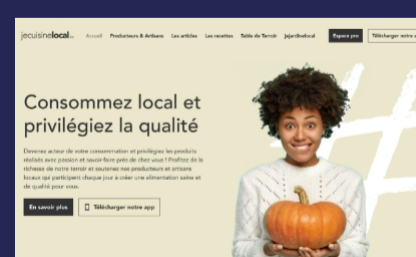 jecuisinelocal
Accueil Producteurs & Artisans Les articles Les recettes Table de Terroir Jejardinelocal Espace pro Télécharger notre
Consommez local et
privilégiez la qualité
Devenez acteur de votre consommation et privilégiez les produits
réalisés avec passion et savoir-faire près de chez vous ! Profitez de la
richesse de notre terroir et soutenez nos producteurs et artisans
locaux qui participent chaque jour à créer une alimentation saine et
de qualité pour vous.
En savoir plus Télécharger notre app